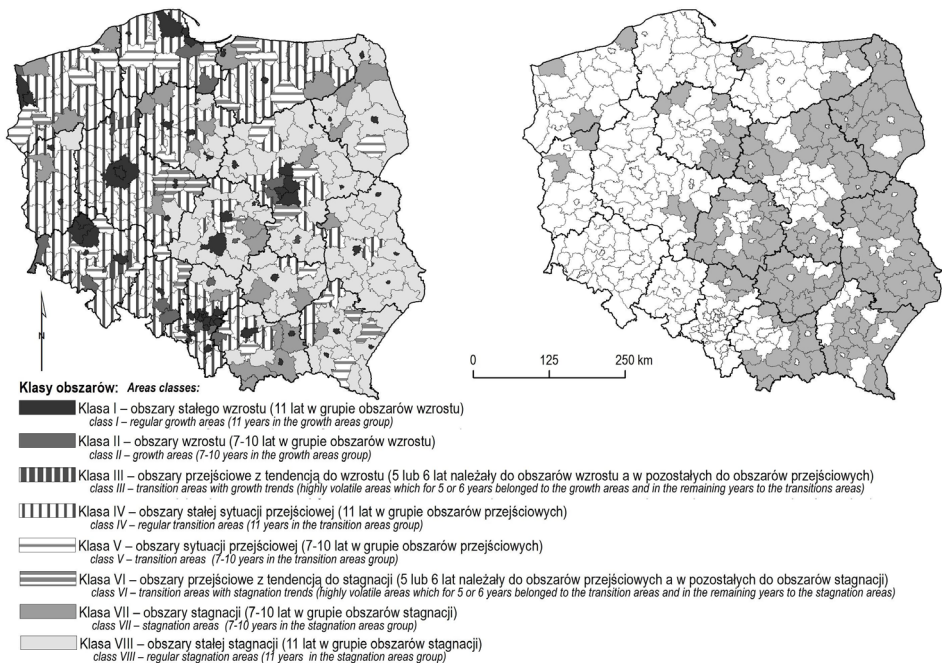 N
0 125 250 km
Klasy obszarów: Areas classes:
Klasa I – obszary stałego wzrostu (11 lat w grupie obszarów wzrostu)
class I – regular growth areas (11 years in the growth areas group)
Klasa II – obszary wzrostu (7-10 lat w grupie obszarów wzrostu)
class II – growth areas (7-10 years in the growth areas group)
Klasa III – obszary przejściowe z tendencją do wzrostu (5 lub 6 lat należały do obszarów wzrostu a w pozostałych do obszarów przejściowych)
class III – transition areas with growth trends (highly volatile areas which for 5 or 6 years belonged to the growth areas and in the remaining years to the transitions areas)
Klasa IV – obszary stałej sytuacji przejściowej (11 lat w grupie obszarów przejściowych)
class IV – regular transition areas (11 years in the transition areas group)
Klasa V – obszary sytuacji przejściowej (7-10 lat w grupie obszarów przejściowych)
class V – transition areas (7-10 years in the transition areas group)
Klasa VI – obszary przejściowe z tendencją do stagnacji (5 lub 6 lat należały do obszarów przejściowych a w pozostałych do obszarów stagnacji)
class VI – transition areas with stagnation trends (highly volatile areas which for 5 or 6 years belonged to the transition areas and in the remaining years to the stagnation areas)
Klasa VII – obszary stagnacji (7-10 lat w grupie obszarów stagnacji)
class VII – stagnation areas (7-10 years in the stagnation areas group)
Klasa VIII – obszary stałej stagnacji (11 lat w grupie obszarów stagnacji)
class VIII – regular stagnation areas (11 years in the stagnation areas group)